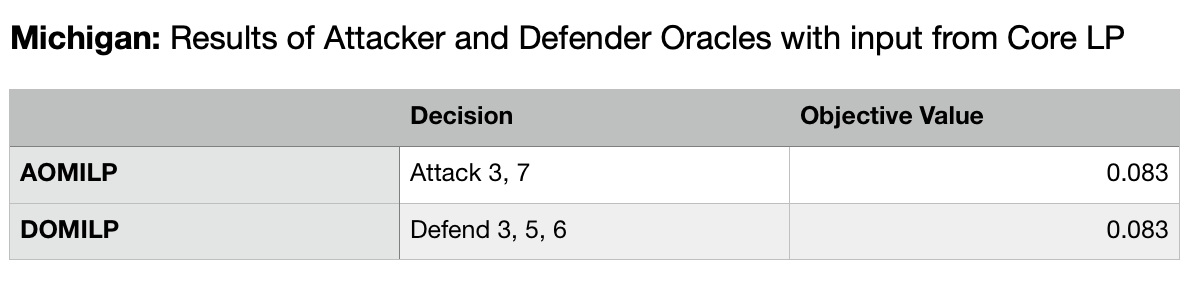 Michigan: Results of Attacker and Defender Oracles with input from Core LP
Decision Objective Value
AOMILP Attack 3, 7 0.083
DOMILP Defend 3, 5, 6 0.083